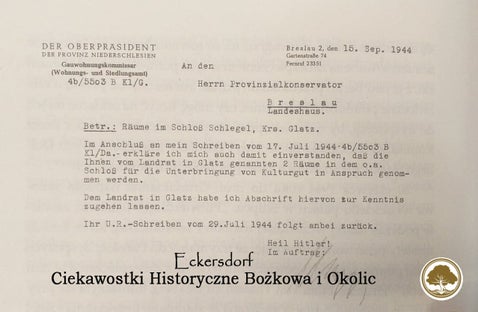 DER OBERPRÄSIDENT
DER PROVINZ NIEDERSCHLESIEN
Gauwohnungskommissar
(Wohnungs- und Siedlungsamt)
4b/55o3 B Kl/G.
Breslau 2, den 15. Sep. 1944
Gartenstraße 74
Fernruf 23351
An den
Herrn Provinzialkonservator
Breslau
Landeshaus.
Betr.: Räume im Schloß Schlegel, Krs. Glatz.
Im Anschluß an mein Schreiben vom 17. Juli 1944-4b/55c3 B
Kl/Da.-erkläre ich mich auch damit einverstanden, daß die
Ihnen vom Landrat in Glatz genannten 2 Räume in dem o.a.
Schloß für die Unterbringung von Kulturgut in Anspruch genom-
men werden.
Dem Landrat in Glatz habe ich Abschrift hiervon zur Kenntnis
zugehen lassen.
Ihr U.R.-Schreiben vom 29.Juli 1944 folgt anbei zurück.
Heil Hitler!
Im Auftrag:
Eckersdorf
Ciekawostki Historyczne Bożkowa i Okolic